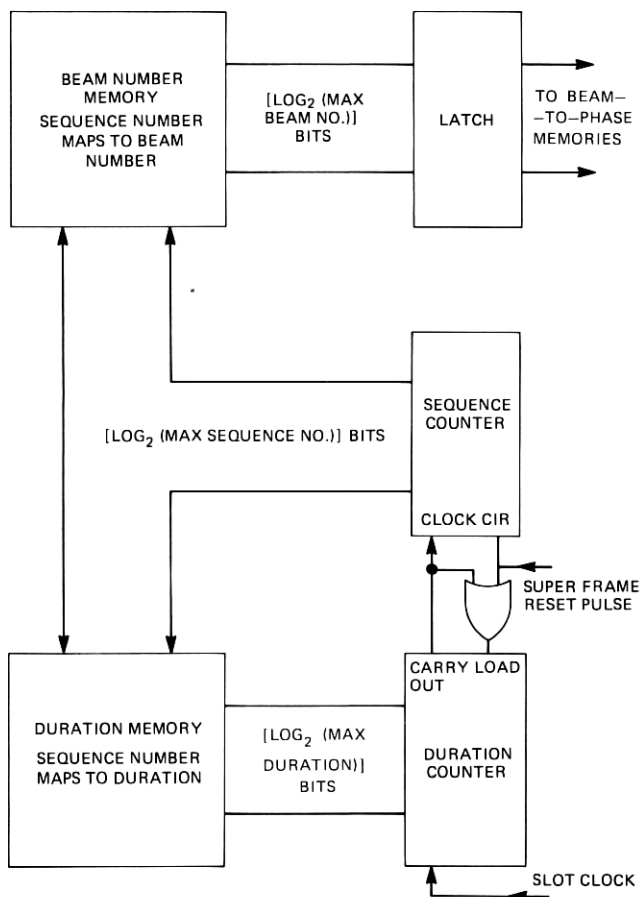 BEAM NUMBER
MEMORY
SEQUENCE NUMBER
MAPS TO BEAM
NUMBER
[LOG2 (MAX
BEAM NO.)]
BITS
LATCH
TO BEAM–
–TO–PHASE
MEMORIES
SEQUENCE
COUNTER
[LOG2 (MAX SEQUENCE NO.)] BITS
CLOCK CIR
SUPER FRAME
RESET PULSE
CARRY LOAD
OUT
DURATION MEMORY
SEQUENCE NUMBER
MAPS TO DURATION
[LOG2 (MAX
DURATION)]
BITS
DURATION
COUNTER
SLOT CLOCK